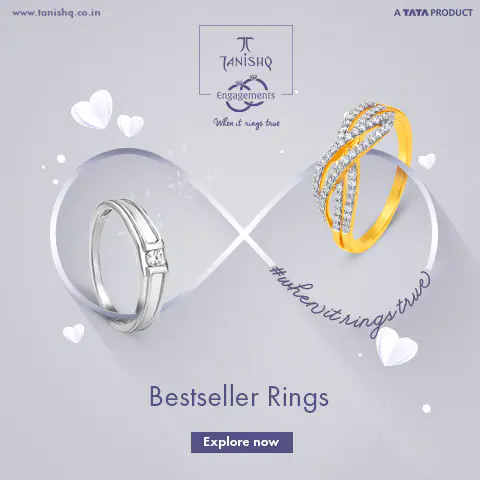 www.tanishq.co.in
A TATA PRODUCT
TANISHQ
Engagements
When it rings true
#whenitringstrue
Bestseller Rings
Explore now